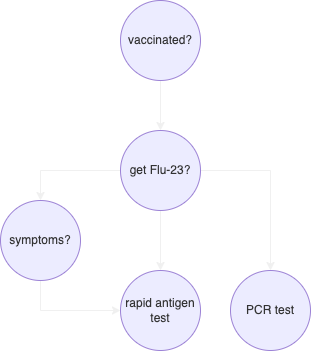 vaccinated?
get Flu-23?
symptoms?
rapid antigen
test
PCR test